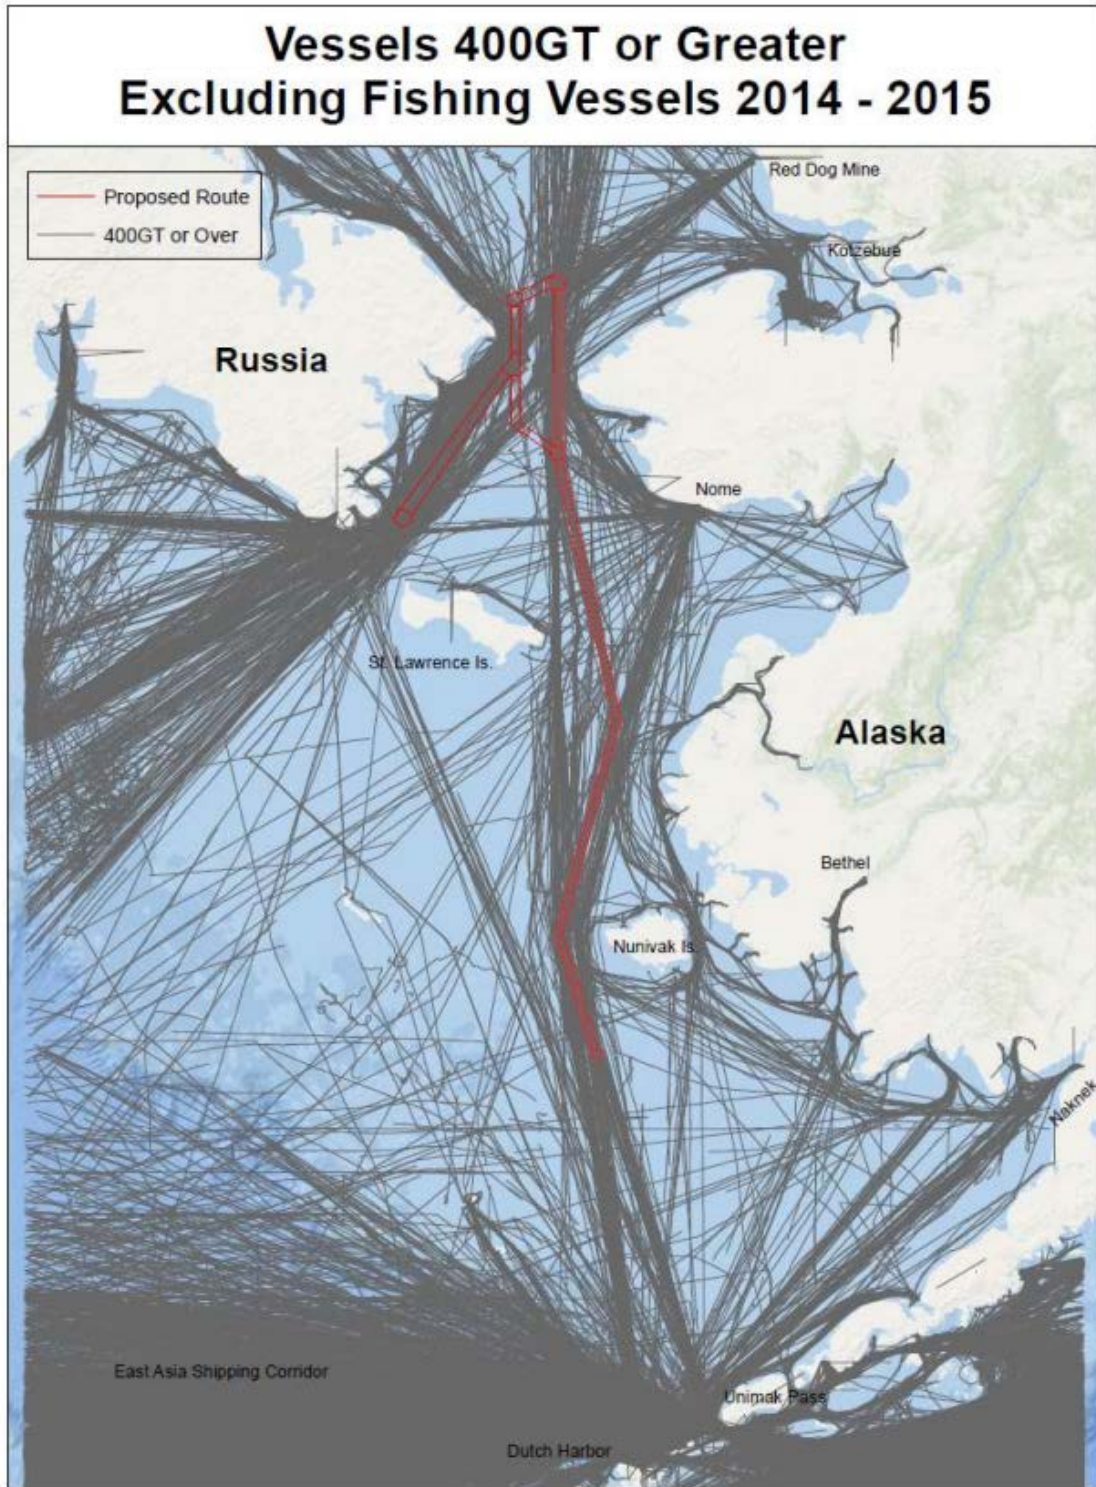 Vessels 400GT or Greater
Excluding Fishing Vessels 2014 - 2015
Proposed Route
400GT or Over
Red Dog Mine
Kotzebue
Russia
Nome
St. Lawrence Is.
Alaska
Bethel
Nunivak Is.
Naknek
East Asia Shipping Corridor
Unimak Pass
Dutch Harbor